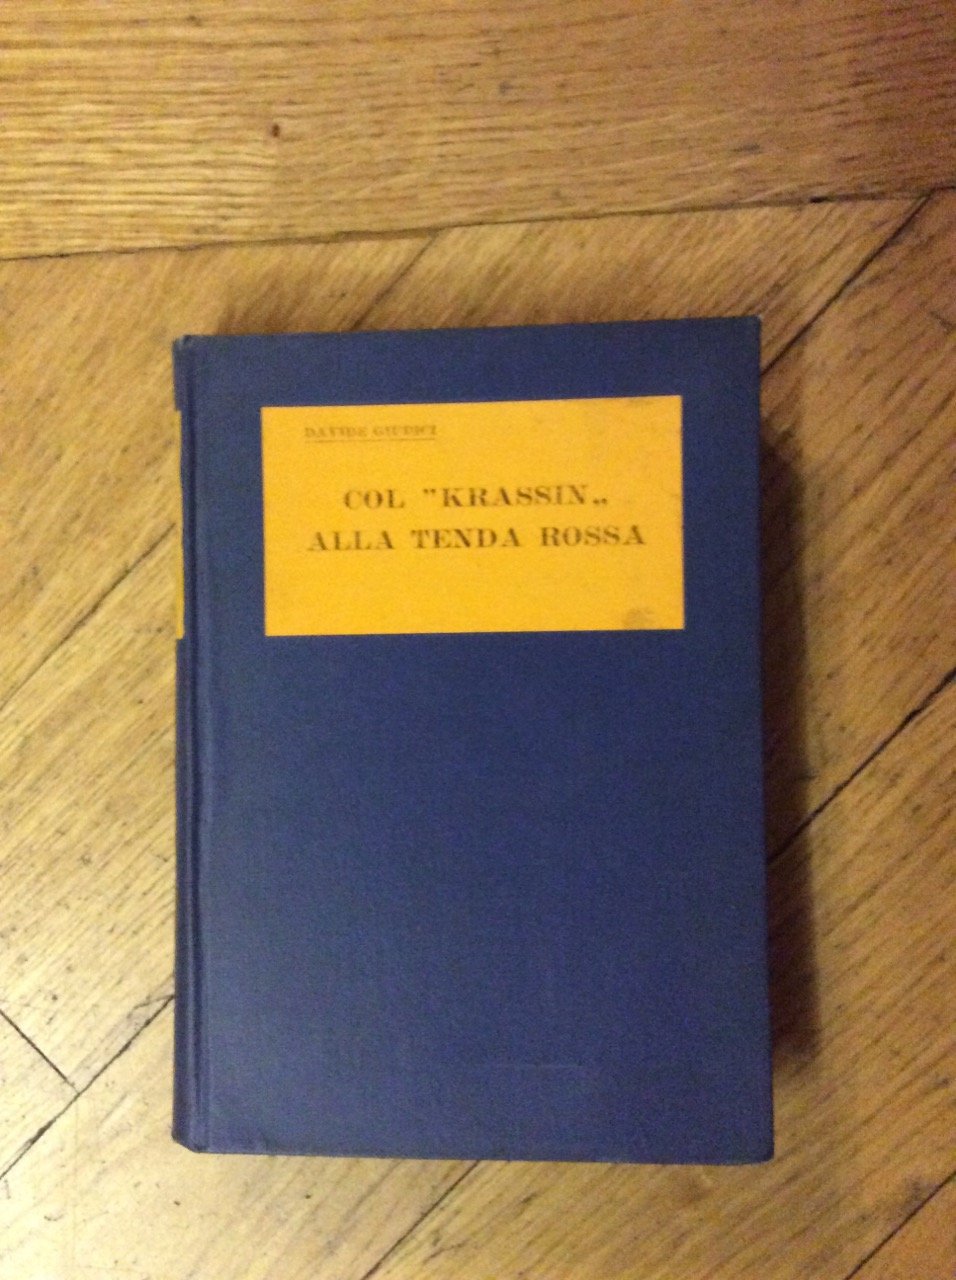 DAVIDE GIUDICI
COL "KRASSIN„
ALLA TENDA ROSSA